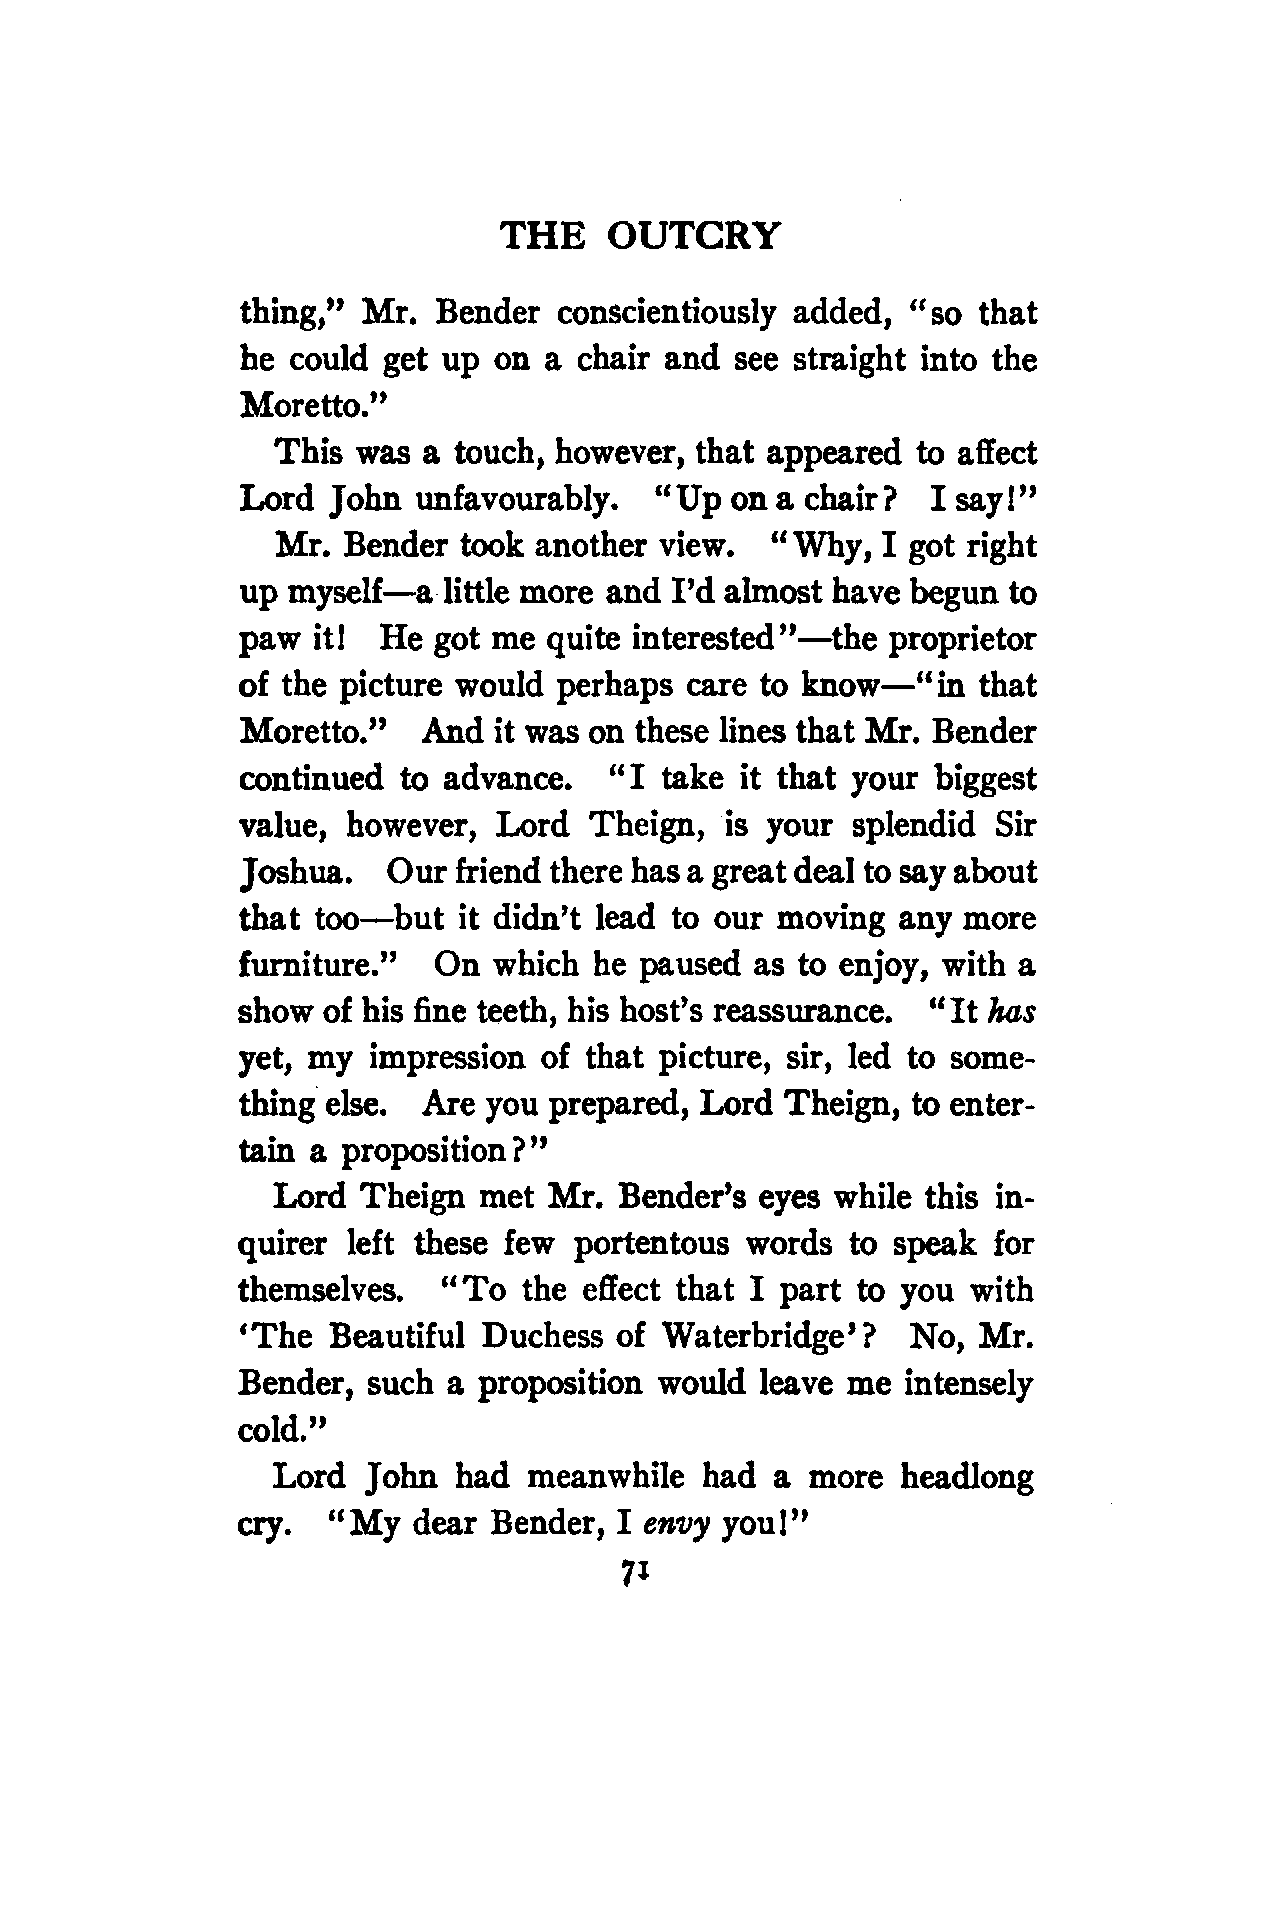 THE OUTCRY
thing,” Mr. Bender conscientiously added, “so that
he could get up on a chair and see straight into the
Moretto.”
This was a touch, however, that appeared to affect
Lord John unfavourably. “Up on a chair? I say!”
Mr. Bender took another view. “Why, I got right
up myself—a little more and I’d almost have begun to
paw it! He got me quite interested”—the proprietor
of the picture would perhaps care to know—“in that
Moretto.” And it was on these lines that Mr. Bender
continued to advance. “I take it that your biggest
value, however, Lord Theign, is your splendid Sir
Joshua. Our friend there has a great deal to say about
that too—but it didn’t lead to our moving any more
furniture.” On which he paused as to enjoy, with a
show of his fine teeth, his host’s reassurance. “It has
yet, my impression of that picture, sir, led to some-
thing else. Are you prepared, Lord Theign, to enter-
tain a proposition?”
Lord Theign met Mr. Bender’s eyes while this in-
quirer left these few portentous words to speak for
themselves. “To the effect that I part to you with
‘The Beautiful Duchess of Waterbridge’? No, Mr.
Bender, such a proposition would leave me intensely
cold.”
Lord John had meanwhile had a more headlong
cry. “My dear Bender, I envy you!”
71